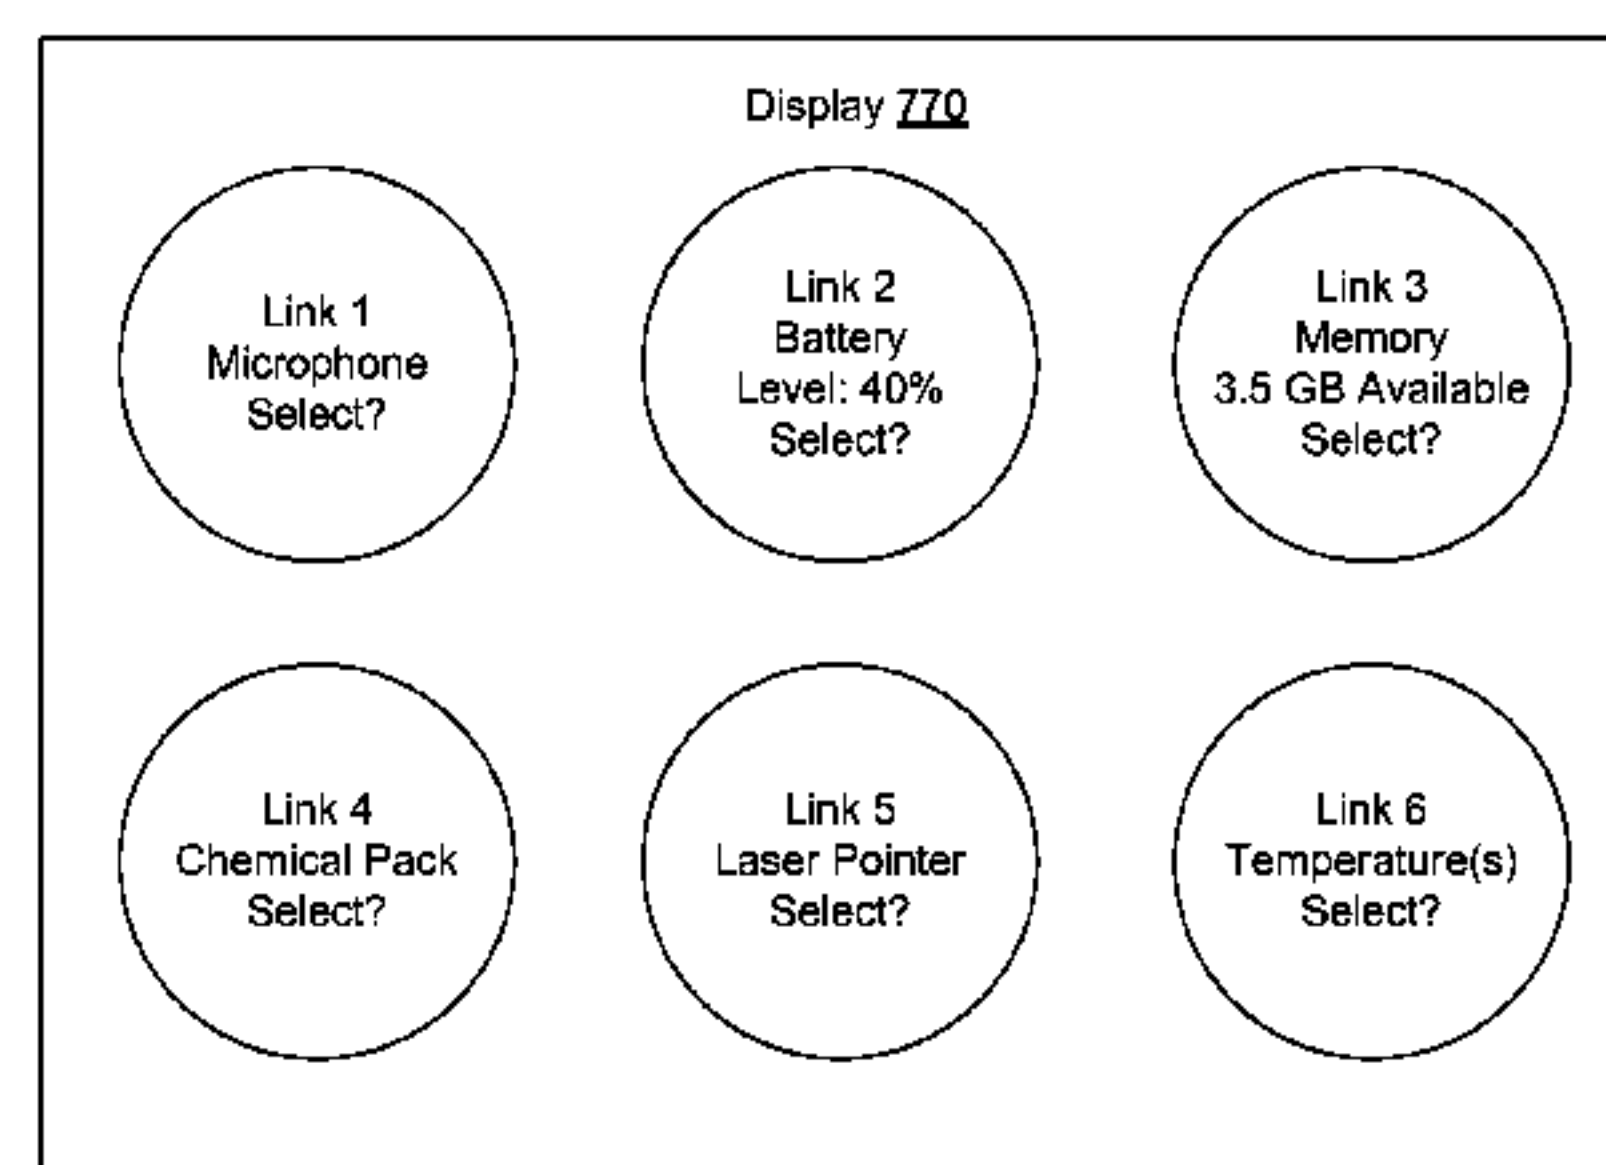 Display 770
Link 1
Microphone
Select?
Link 2
Battery
Level: 40%
Select?
Link 3
Memory
3.5 GB Available
Select?
Link 4
Chemical Pack
Select?
Link 5
Laser Pointer
Select?
Link 6
Temperature(s)
Select?